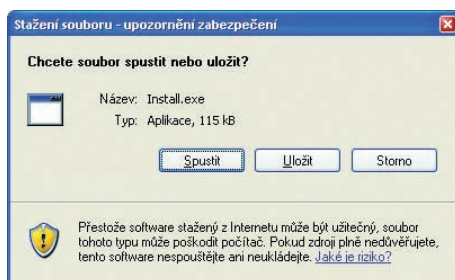 Stažení souboru - upozornění zabezpečení
Chcete soubor spustit nebo uložit?
Název: Install.exe
Typ: Aplikace, 115 kB
Spustit Uložit Storno
Přestože software stažený z Internetu může být užitečný, soubor
tohoto typu může poškodit počítač. Pokud zdroji plně nedůvěřujete,
tento software nespouštějte ani neukládejte. Jaké je riziko?